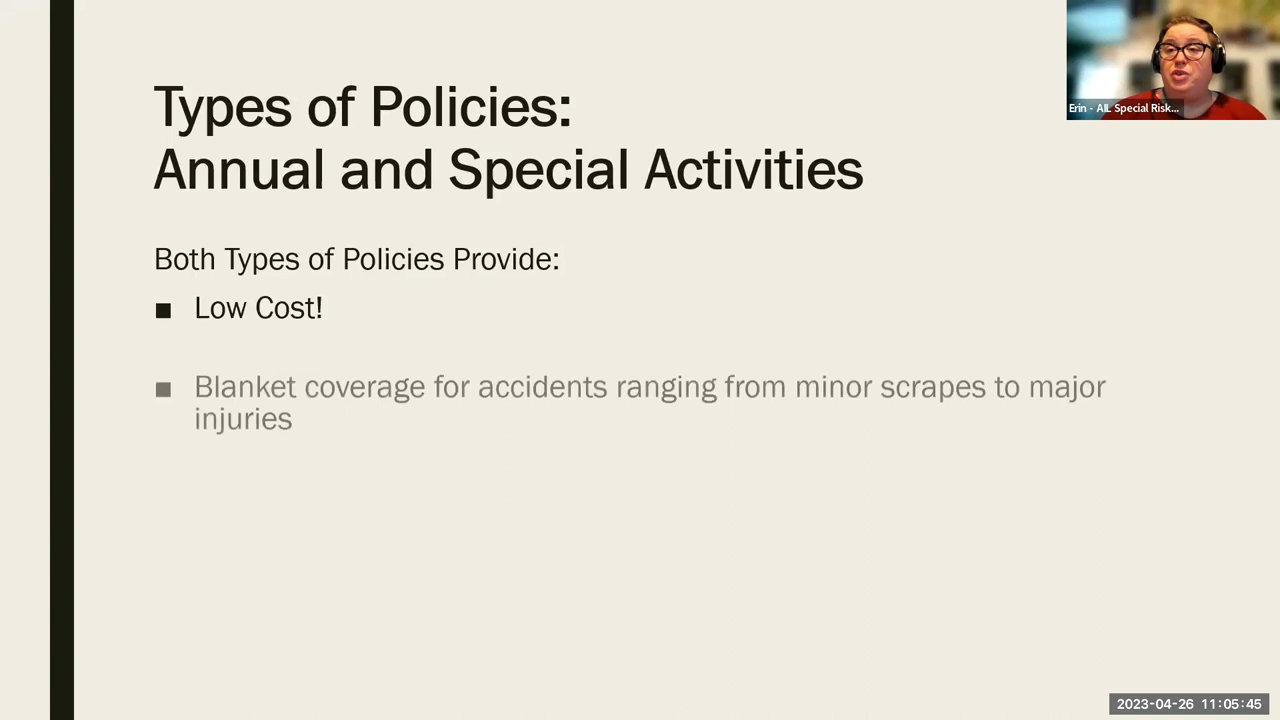 Types of Policies:
Annual and Special Activities
Erin - AIL Special Risk...
Both Types of Policies Provide:
■ Low Cost!
■ Blanket coverage for accidents ranging from minor scrapes to major
injuries
2023-04-26 11:05:45